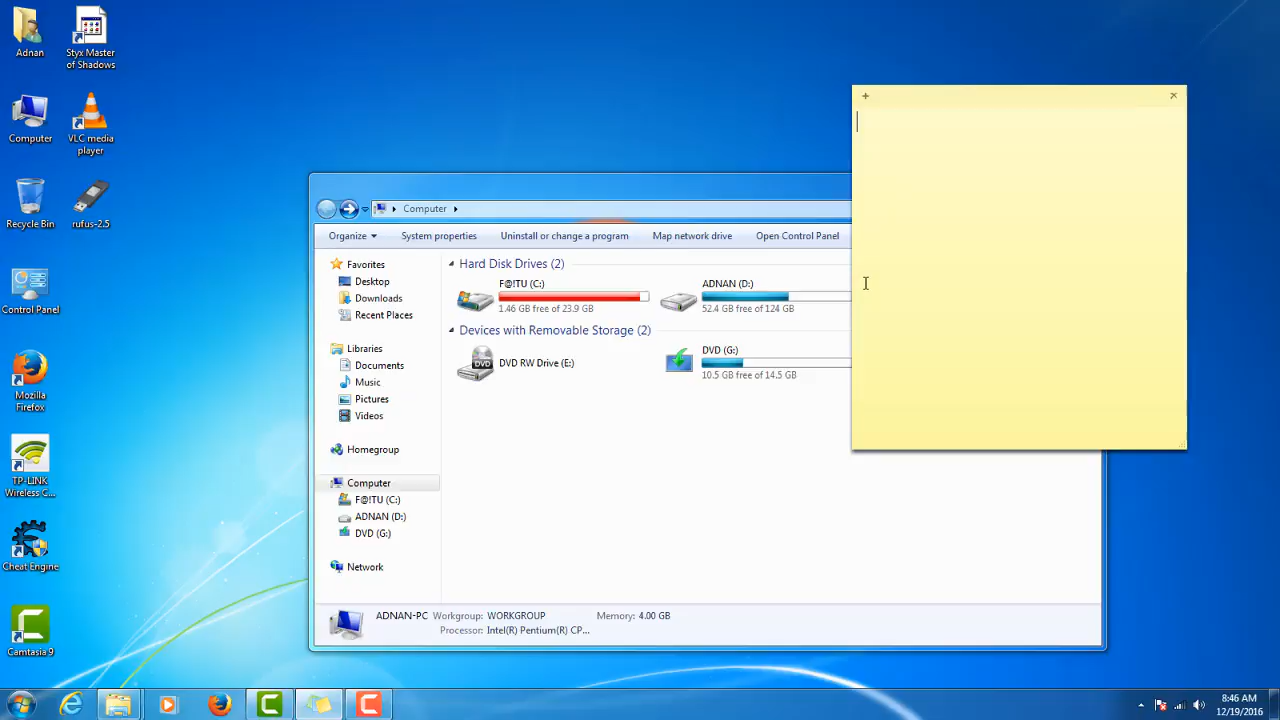 Adnan
Styx Master
of Shadows
Computer
VLC media
player
Recycle Bin
rufus-2.5
Control Panel
Mozilla
Firefox
TP-LINK
Wireless C...
Cheat Engine
Camtasia 9
Computer
Organize
System properties
Uninstall or change a program
Map network drive
Open Control Panel
Favorites
Desktop
Downloads
Recent Places
Libraries
Documents
Music
Pictures
Videos
Homegroup
Computer
F@!TU (C:)
ADNAN (D:)
DVD (G:)
Network
Hard Disk Drives (2)
F@!TU (C:)
1.46 GB free of 23.9 GB
ADNAN (D:)
52.4 GB free of 124 GB
Devices with Removable Storage (2)
DVD
DVD RW Drive (E:)
DVD (G:)
10.5 GB free of 14.5 GB
ADNAN-PC Workgroup: WORKGROUP Memory: 4.00 GB
Processor: Intel(R) Pentium(R) CP...
8:46 AM
12/19/2016